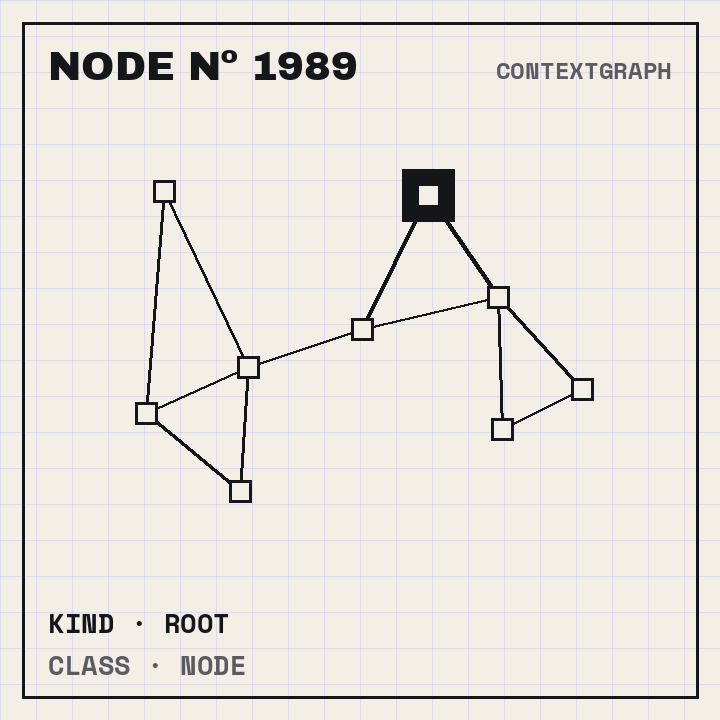 NODE Nº 1989
CONTEXTGRAPH
KIND · ROOT
CLASS · NODE